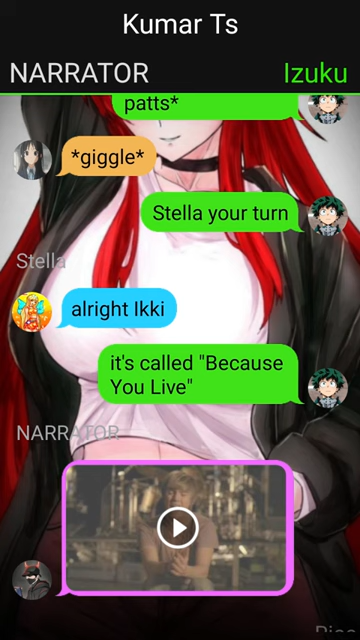 Kumar Ts
NARRATOR
Izuku
patts*
*giggle*
Stella your turn
Stella
alright Ikki
it's called "Because
You Live"
NARRATOR